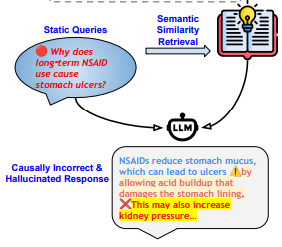 Static Queries
Semantic
Similarity
Retrieval
Why does
long-term NSAID
use cause
stomach ulcers?
LLM
Causally Incorrect &
Hallucinated Response
NSAIDs reduce stomach mucus,
which can lead to ulcers by
allowing acid buildup that
damages the stomach lining.
This may also increase
kidney pressure...